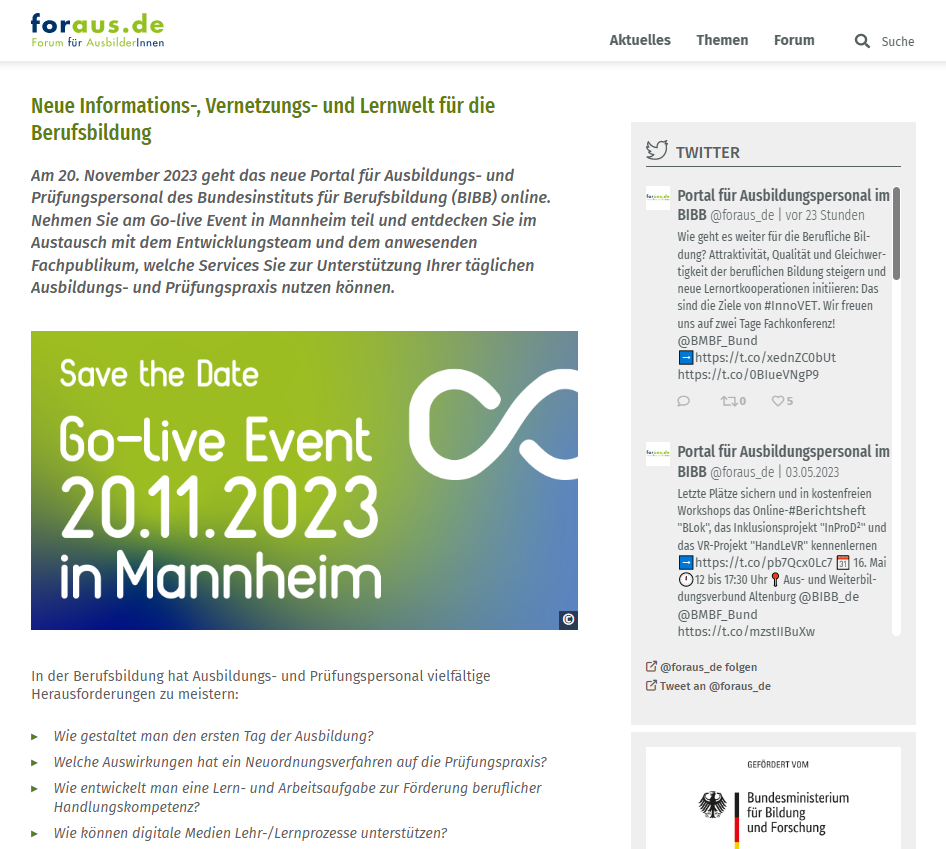 foraus.de
Forum für AusbilderInnen
Aktuelles Themen Forum Suche
Neue Informations-, Vernetzungs- und Lernwelt für die
Berufsbildung
Am 20. November 2023 geht das neue Portal für Ausbildungs- und
Prüfungspersonal des Bundesinstituts für Berufsbildung (BIBB) online.
Nehmen Sie am Go-live Event in Mannheim teil und entdecken Sie im
Austausch mit dem Entwicklungsteam und dem anwesenden
Fachpublikum, welche Services Sie zur Unterstützung Ihrer täglichen
Ausbildungs- und Prüfungspraxis nutzen können.
Save the Date
Go-live Event
20.11.2023
in Mannheim
©
In der Berufsbildung hat Ausbildungs- und Prüfungspersonal vielfältige
Herausforderungen zu meistern:
Wie gestaltet man den ersten Tag der Ausbildung?
Welche Auswirkungen hat ein Neuordnungsverfahren auf die Prüfungspraxis?
Wie entwickelt man eine Lern- und Arbeitsaufgabe zur Förderung beruflicher
Handlungskompetenz?
Wie können digitale Medien Lehr-/Lernprozesse unterstützen?
TWITTER
foraus.de
Portal für Ausbildungspersonal im
BIBB @foraus_de | vor 23 Stunden
Wie geht es weiter für die Berufliche Bil-
dung? Attraktivität, Qualität und Gleichwer-
tigkeit der beruflichen Bildung steigern und
neue Lernortkooperationen initiieren: Das
sind die Ziele von #InnoVET. Wir freuen
uns auf zwei Tage Fachkonferenz!
@BMBF_Bund
➡https://t.co/xednZC0bUt
https://t.co/0BIueVNgP9
0 5
foraus.de
Portal für Ausbildungspersonal im
BIBB @foraus_de | 03.05.2023
Letzte Plätze sichern und in kostenfreien
Workshops das Online-#Berichtsheft
"BLok", das Inklusionsprojekt "InProD²" und
das VR-Projekt "HandLeVR" kennenlernen
➡https://t.co/pb7Qcx0Lc7 📅 16. Mai
🕛12 bis 17:30 Uhr 📍 Aus- und Weiterbil-
dungsverbund Altenburg @BIBB_de
@BMBF_Bund
https://t.co/mzstIJBuXw
@foraus_de folgen
Tweet an @foraus_de
GEFÖRDERT VOM
Bundesministerium
für Bildung
und Forschung